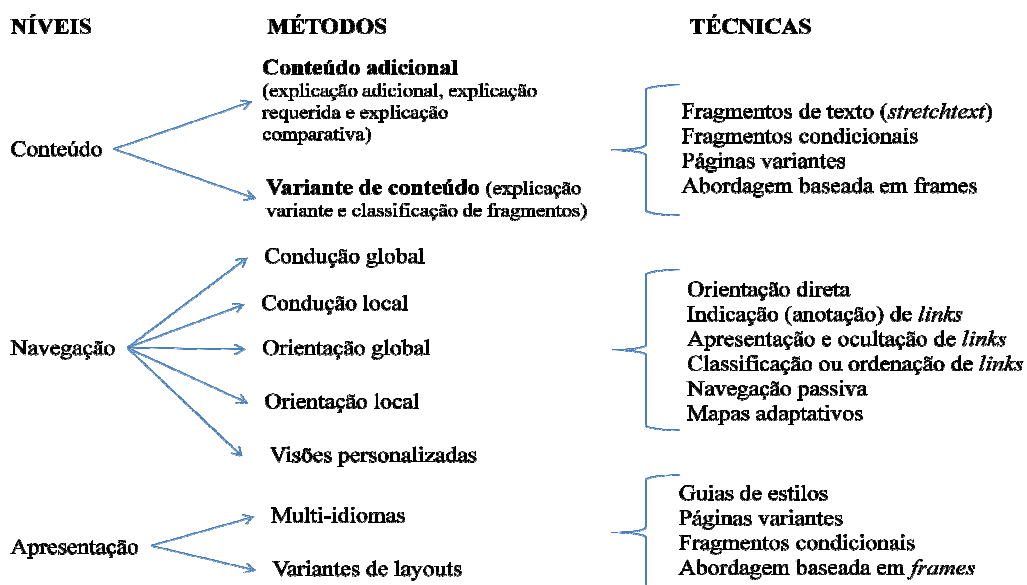 NÍVEIS MÉTODOS TÉCNICAS
Conteúdo
Conteúdo adicional
(explicação adicional, explicação
requerida e explicação
comparativa)
Variante de conteúdo (explicação
variante e classificação de fragmentos)
Fragmentos de texto (stretchtext)
Fragmentos condicionais
Páginas variantes
Abordagem baseada em frames
Navegação
Condução global
Condução local
Orientação global
Orientação local
Visões personalizadas
Orientação direta
Indicação (anotação) de links
Apresentação e ocultação de links
Classificação ou ordenação de links
Navegação passiva
Mapas adaptativos
Apresentação
Multi-idiomas
Variantes de layouts
Guias de estilos
Páginas variantes
Fragmentos condicionais
Abordagem baseada em frames